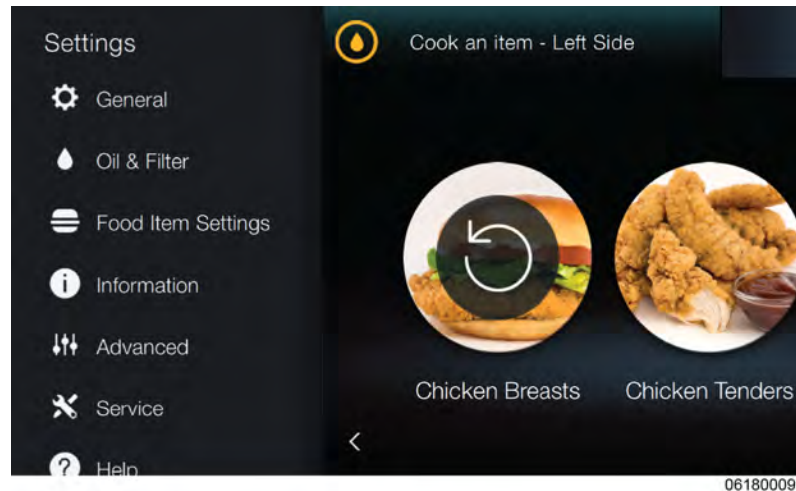 Settings
General
Oil & Filter
Food Item Settings
Information
Advanced
Service
Help
Cook an item - Left Side
Chicken Breasts
Chicken Tenders
06180009